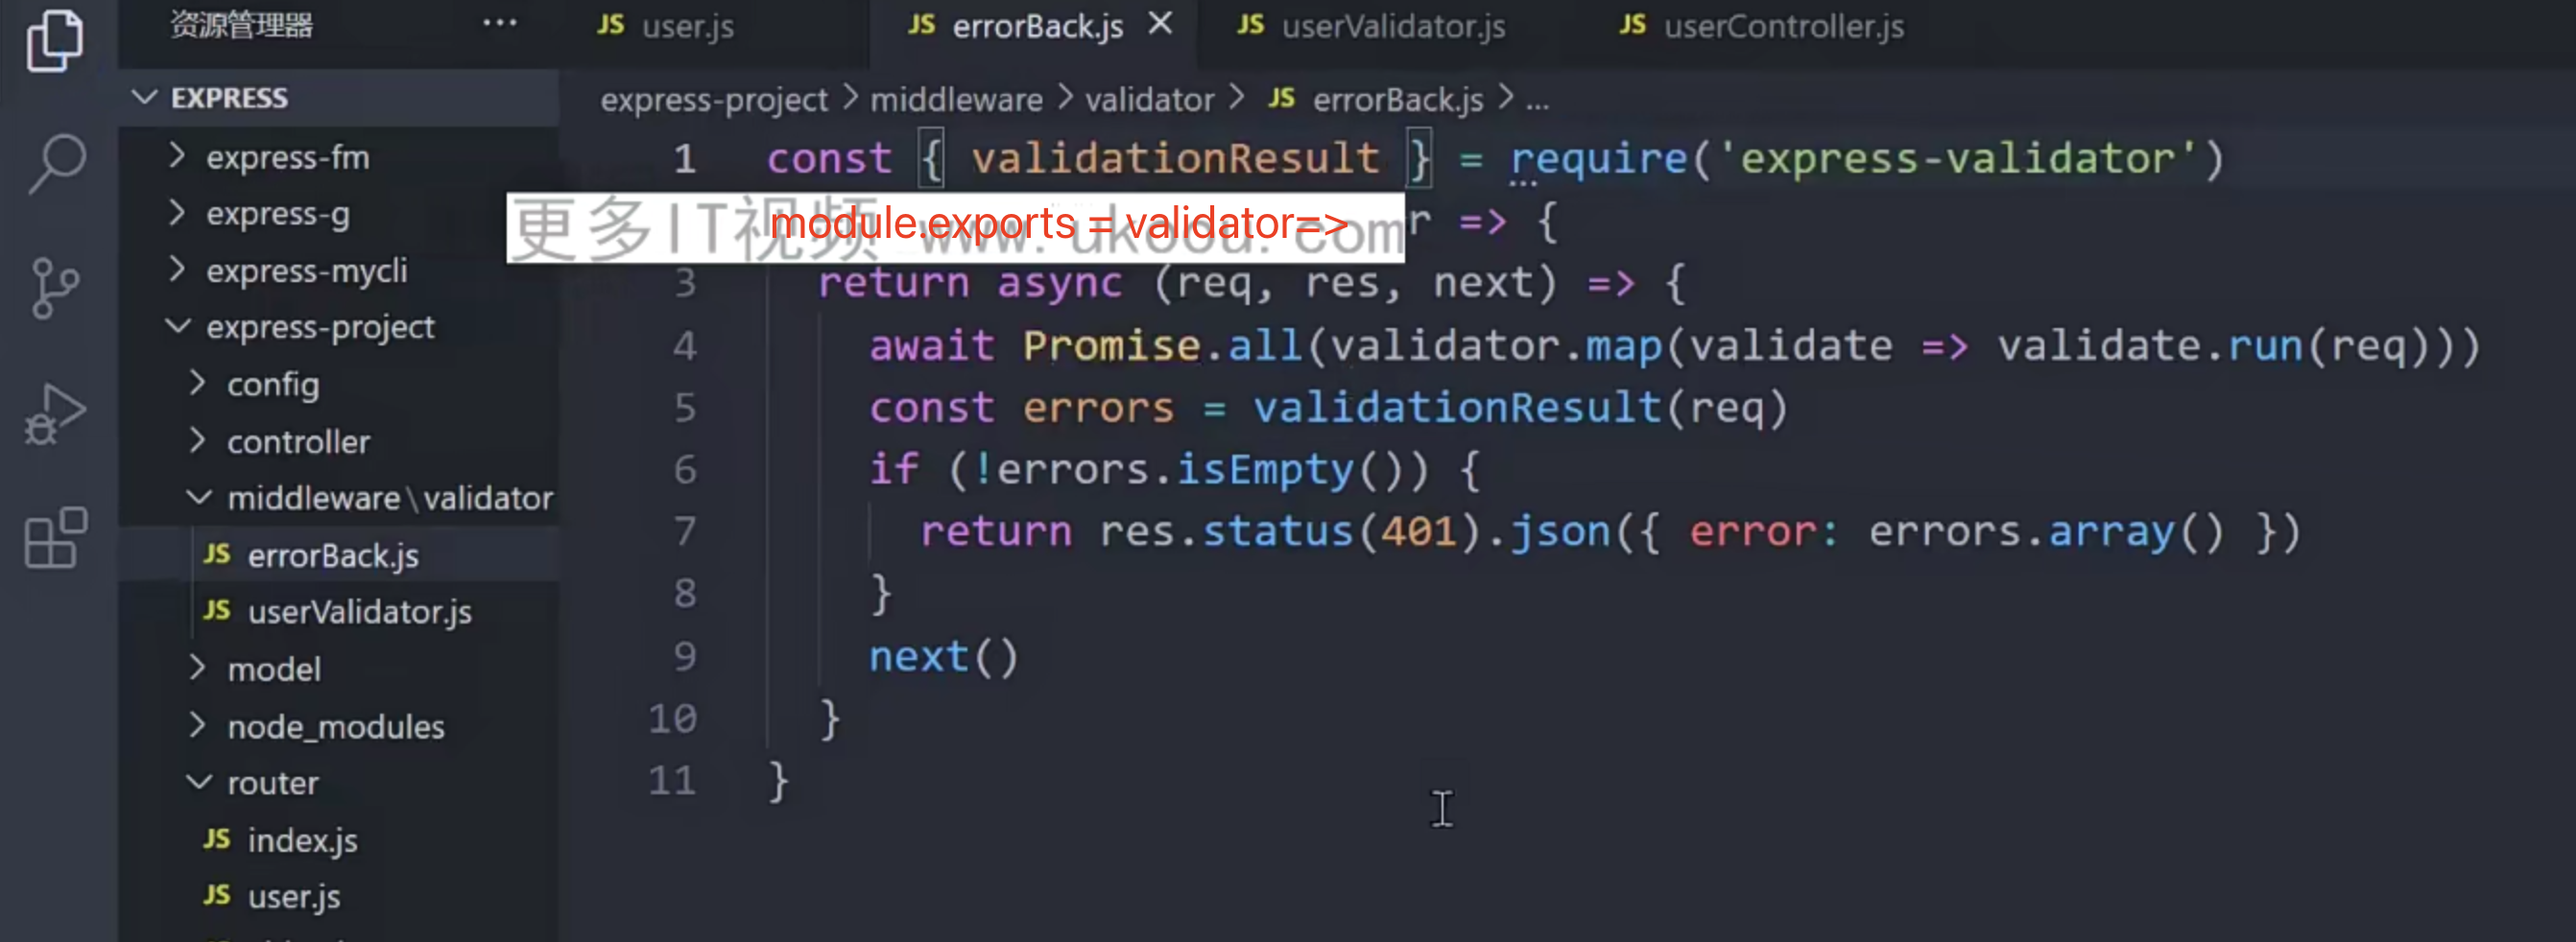 资源管理器 ···
JS user.js
JS errorBack.js ×
JS userValidator.js
JS userController.js
EXPRESS
express-fm
express-g
express-mycli
express-project
config
controller
middleware\validator
JS errorBack.js
JS userValidator.js
model
node_modules
router
JS index.js
JS user.js
express-project > middleware > validator > JS errorBack.js > ...
1 const { validationResult } = require('express-validator')
更多IT视频 www.ukoou.com
module.exports = validator=>
r => {
3 return async (req, res, next) => {
4 await Promise.all(validator.map(validate => validate.run(req)))
5 const errors = validationResult(req)
6 if (!errors.isEmpty()) {
7 return res.status(401).json({ error: errors.array() })
8 }
9 next()
10 }
11 }